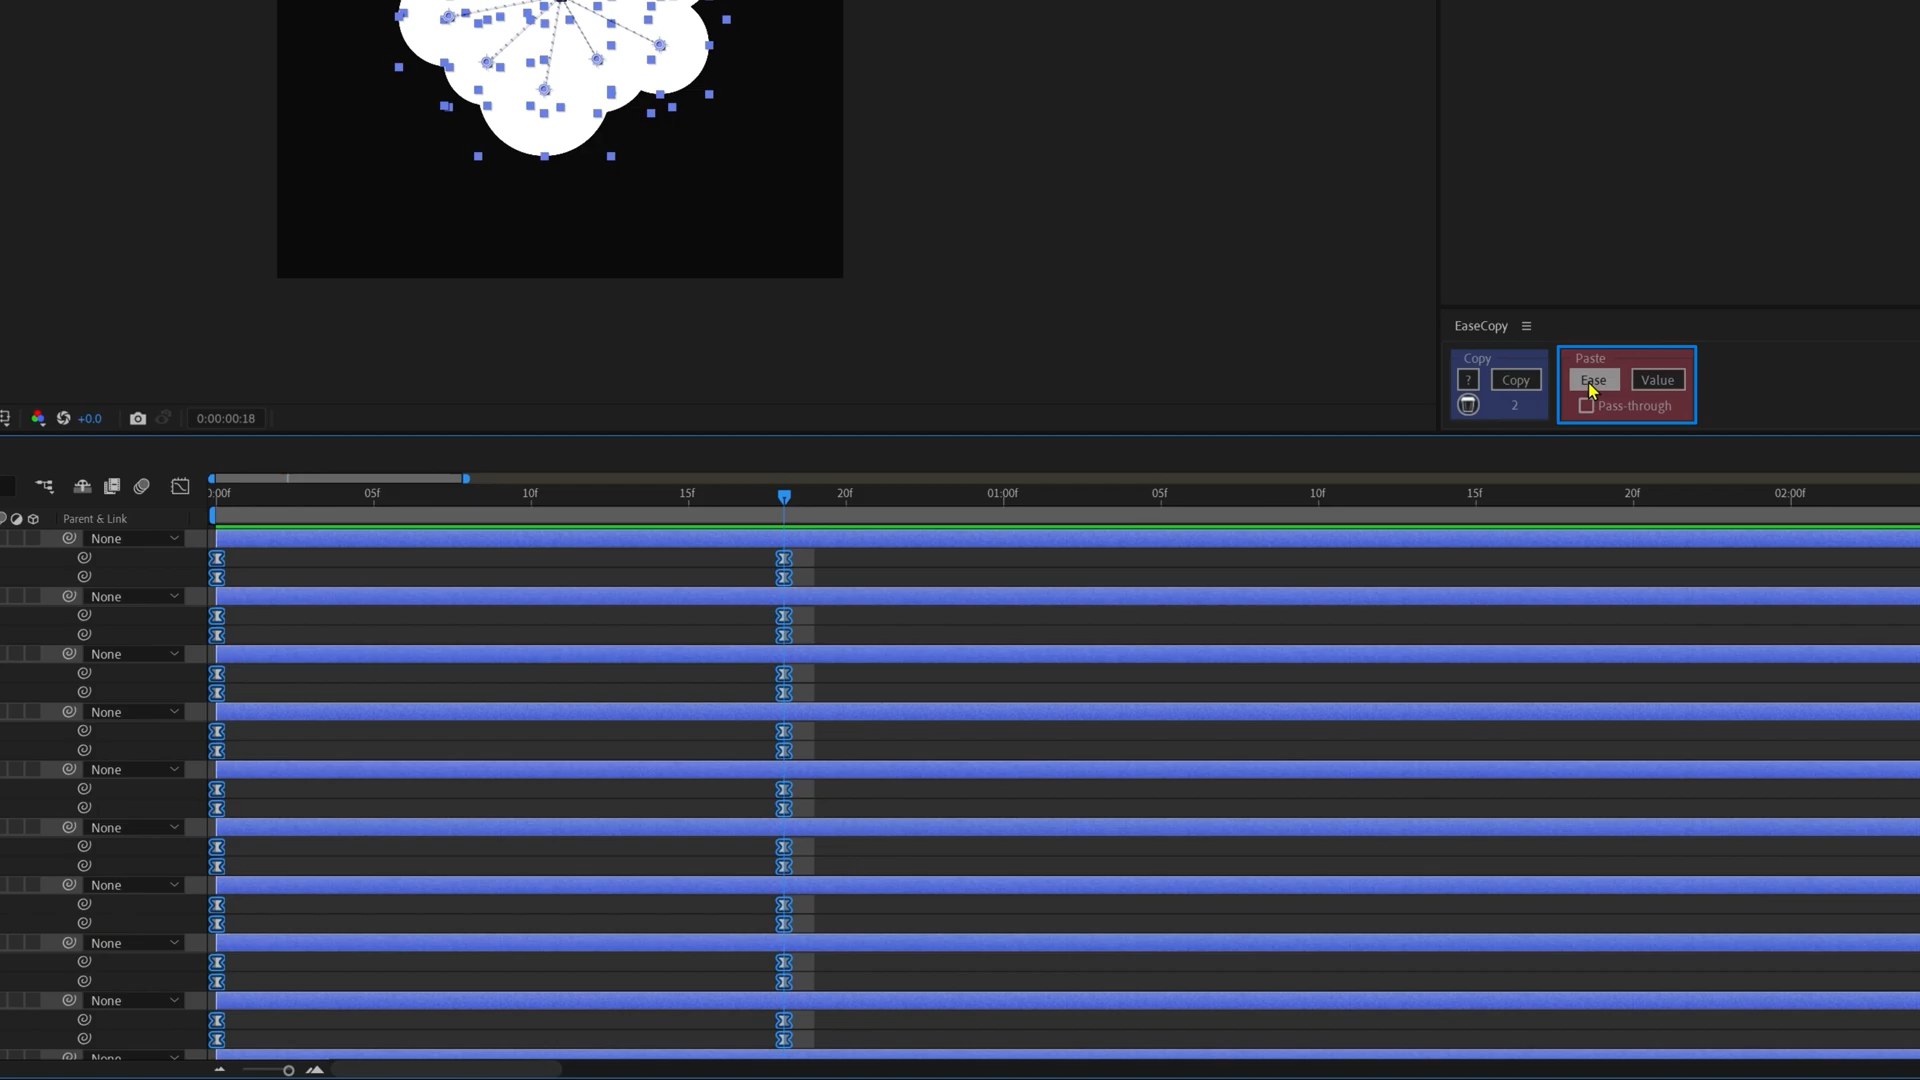 EaseCopy
Copy
Paste
?
Copy
Ease
Value
2
Pass-through
+0.0
0:00:00:18
0:00f
05f
10f
15f
20f
01:00f
05f
10f
15f
20f
02:00f
Parent & Link
None
None
None
None
None
None
None
None
None
None